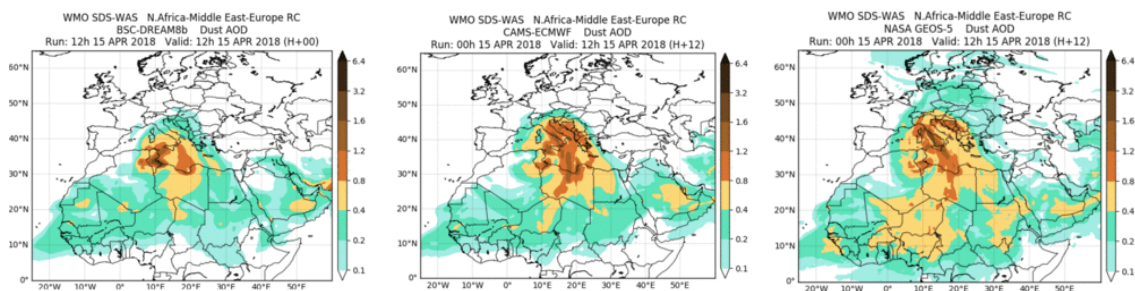 WMO SDS-WAS N.Africa-Middle East-Europe RC
BSC-DREAM8b Dust AOD
Run: 12h 15 APR 2018 Valid: 12h 15 APR 2018 (H+00)
60°N
50°N
40°N
30°N
20°N
10°N
0°
20°W
10°W
0°
10°E
20°E
30°E
40°E
50°E
6.4
3.2
1.6
0.8
0.4
0.2
0.1
WMO SDS-WAS N.Africa-Middle East-Europe RC
CAMS-ECMWF Dust AOD
Run: 00h 15 APR 2018 Valid: 12h 15 APR 2018 (H+12)
60°N
50°N
40°N
30°N
20°N
10°N
0°
20°W
10°W
0°
10°E
20°E
30°E
40°E
50°E
6.4
3.2
1.6
0.8
0.4
0.2
0.1
WMO SDS-WAS N.Africa-Middle East-Europe RC
NASA GEOS-5 Dust AOD
Run: 00h 15 APR 2018 Valid: 12h 15 APR 2018 (H+12)
60°N
50°N
40°N
30°N
20°N
10°N
0°
20°W
10°W
0°
10°E
20°E
30°E
40°E
50°E
6.4
3.2
1.6
0.8
0.4
0.2
0.1